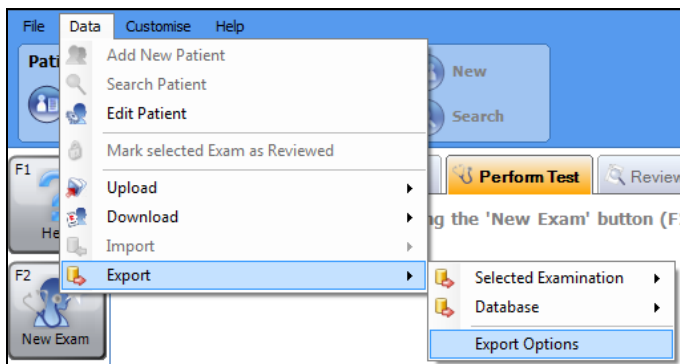 File Data Customise Help
Pati
Add New Patient
Search Patient
Edit Patient
Mark selected Exam as Reviewed
Upload
Download
Import
Export
New
Search
F1
He
F2
New Exam
Perform Test
Review
g the 'New Exam' button (F
Selected Examination
Database
Export Options